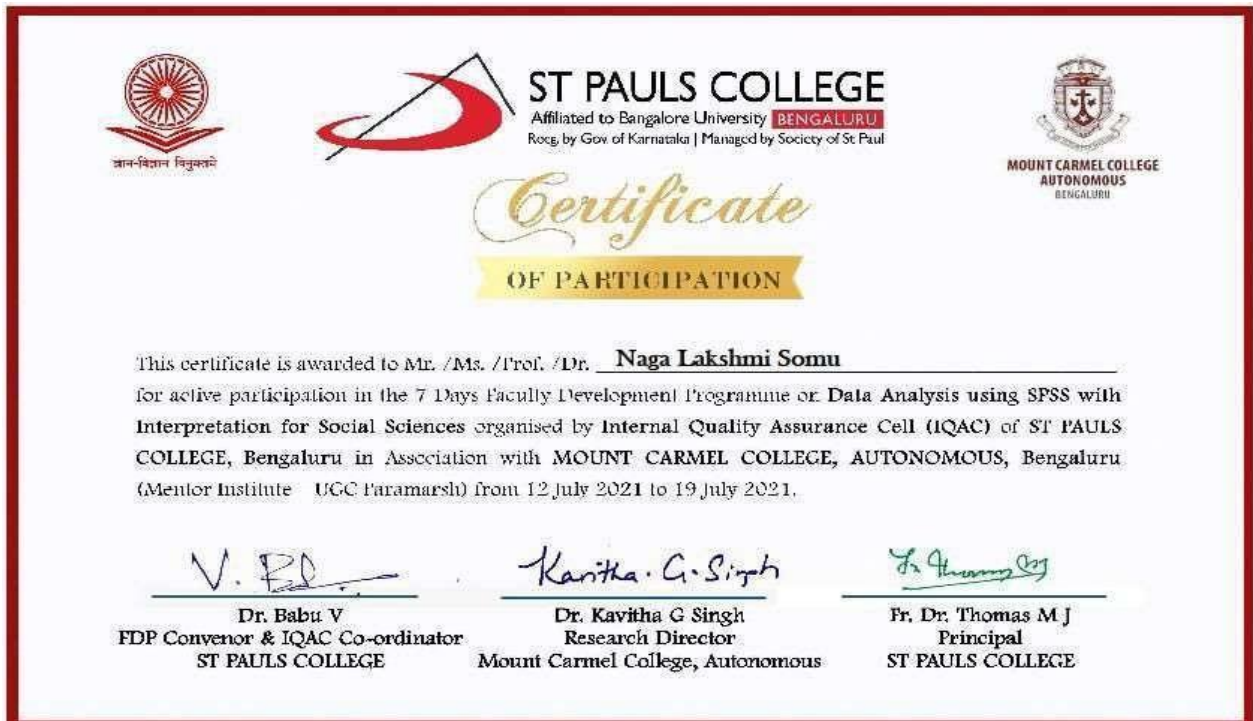 ST PAULS COLLEGE
Affiliated to Bangalore University BENGALURU
Recg. by Gov of Karnataka | Managed by Society of St Paul
ज्ञान-विज्ञान विमुक्तये
MOUNT CARMEL COLLEGE
AUTONOMOUS
BENGALURU
Certificate
OF PARTICIPATION
This certificate is awarded to Mr. /Ms. /Prof. /Dr. Naga Lakshmi Somu
for active participation in the 7 Days Faculty Development Programme on Data Analysis using SPSS with
Interpretation for Social Sciences organised by Internal Quality Assurance Cell (IQAC) of ST PAULS
COLLEGE, Bengaluru in Association with MOUNT CARMEL COLLEGE, AUTONOMOUS, Bengaluru
(Mentor Institute UGC Paramarsh) from 12 July 2021 to 19 July 2021.
Kavitha. G. Singh
Dr. Babu V
FDP Convenor & IQAC Co-ordinator
ST PAULS COLLEGE
Dr. Kavitha G Singh
Research Director
Mount Carmel College, Autonomous
Fr. Dr. Thomas M J
Principal
ST PAULS COLLEGE